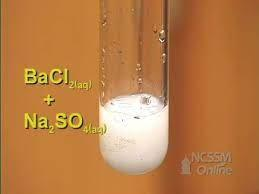 BaCl₂(aq)
+
Na₂SO₄(aq)
NCSSM
Online